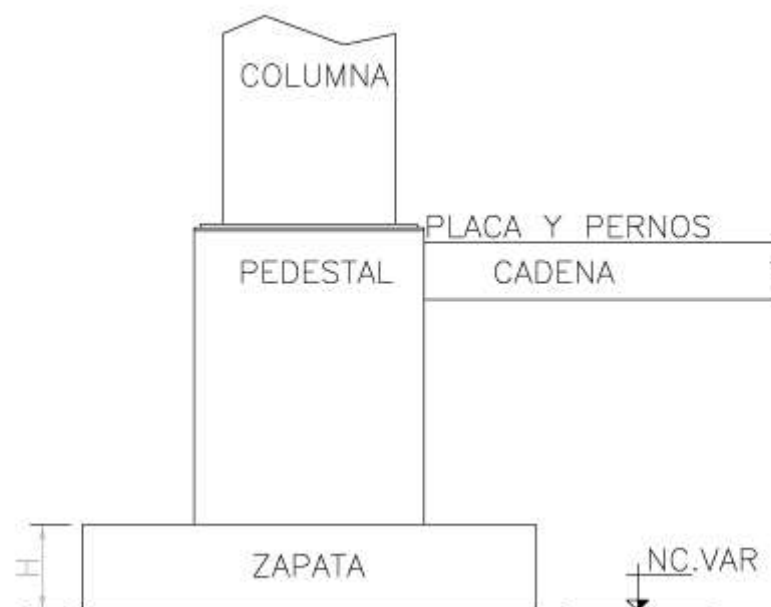 COLUMNA
PLACA Y PERNOS
PEDESTAL
CADENA
ZAPATA
H
NC.VAR